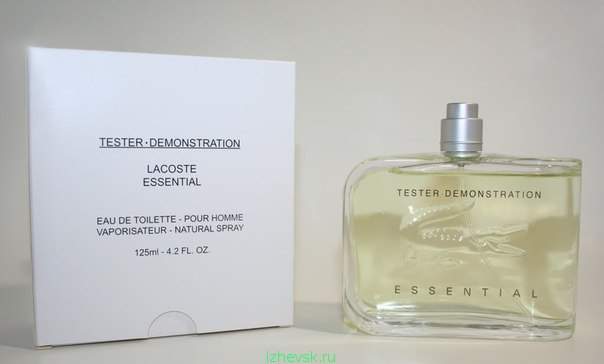 TESTER·DEMONSTRATION
LACOSTE
ESSENTIAL
EAU DE TOILETTE - POUR HOMME
VAPORISATEUR - NATURAL SPRAY
125ml - 4.2 FL. OZ.
TESTER DEMONSTRATION
ESSENTIAL
izhevsk.ru